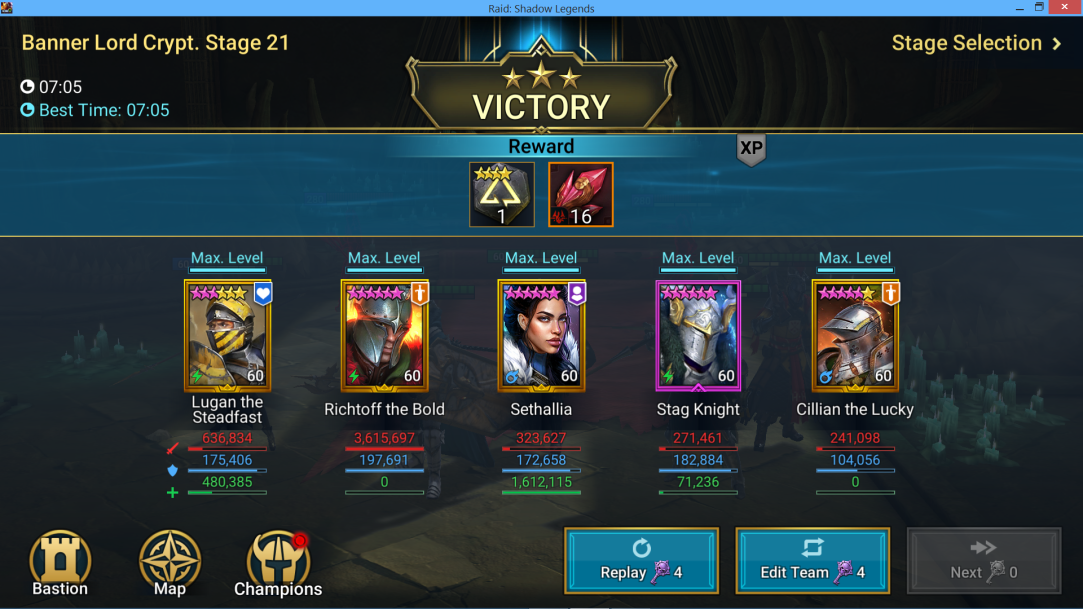 Raid: Shadow Legends
Banner Lord Crypt. Stage 21
Stage Selection
07:05
Best Time: 07:05
VICTORY
Reward
XP
1
16
Max. Level
Max. Level
Max. Level
Max. Level
Max. Level
60
60
60
60
60
Lugan the
Steadfast
Richtoff the Bold
Sethallia
Stag Knight
Cillian the Lucky
636,834
3,615,697
323,627
271,461
241,098
175,406
197,691
172,658
182,884
104,056
480,385
0
1,612,115
71,236
0
Bastion
Map
Champions
Replay 4
Edit Team 4
Next 0